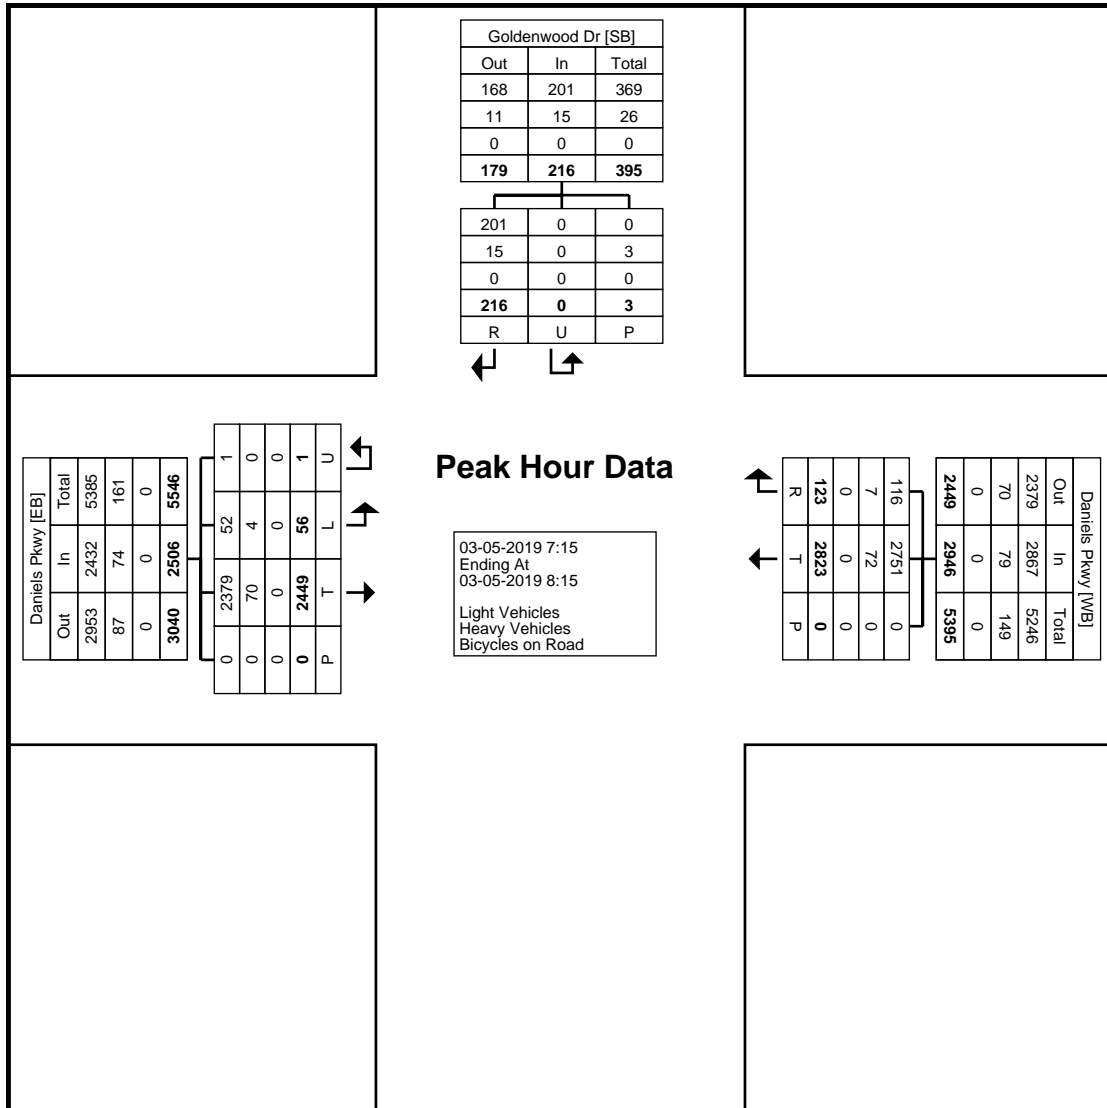 Goldenwood Dr [SB]
Out In Total
168 201 369
11 15 26
0 0 0
179 216 395
201 0 0
15 0 3
0 0 0
216 0 3
R U P
Peak Hour Data
03-05-2019 7:15
Ending At
03-05-2019 8:15
Light Vehicles
Heavy Vehicles
Bicycles on Road
Daniels Pkwy [EB]
Out In Total
2953 2432 5385
87 74 161
0 0 0
3040 2506 5546
0 2379 52 1
0 70 4 0
0 0 0 0
0 2449 56 1
P T L U
Daniels Pkwy [WB]
Out In Total
2379 2867 5246
70 79 149
0 0 0
2449 2946 5395
116 2751 0
7 72 0
0 0 0
123 2823 0
R T P